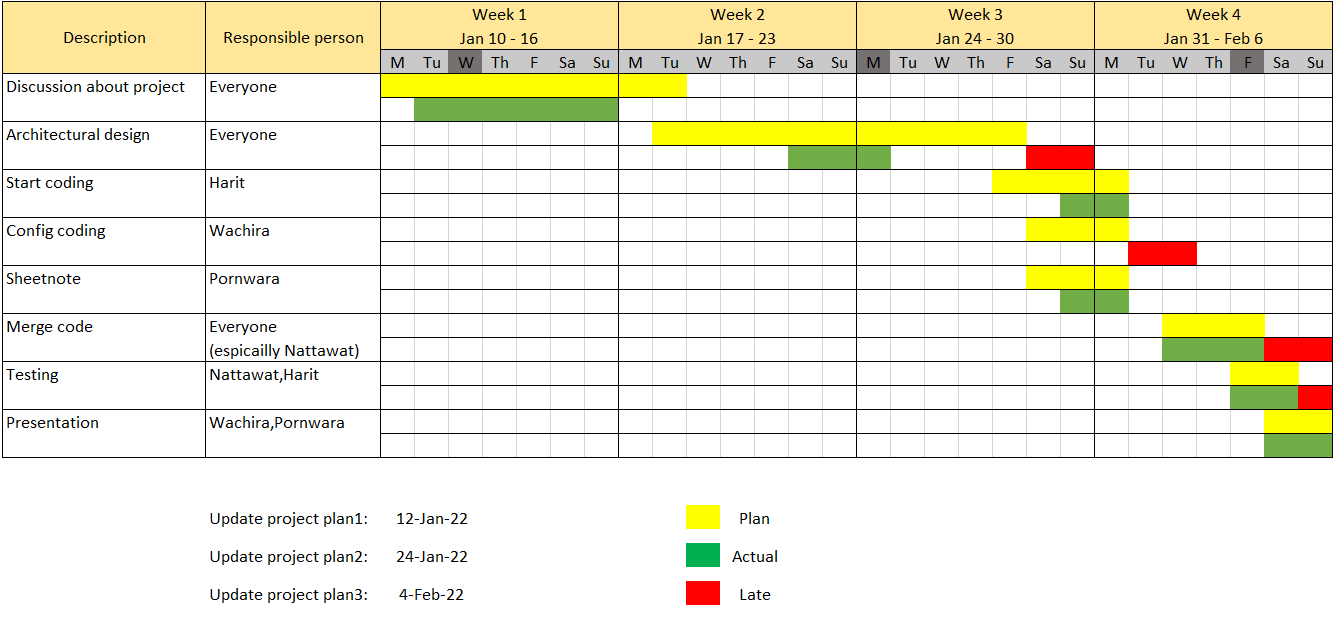 Description Responsible person Week 1 Week 2 Week 3 Week 4
Jan 10 - 16 Jan 17 - 23 Jan 24 - 30 Jan 31 - Feb 6
M Tu W Th F Sa Su M Tu W Th F Sa Su M Tu W Th F Sa Su M Tu W Th F Sa Su
Discussion about project Everyone
Architectural design Everyone
Start coding Harit
Config coding Wachira
Sheetnote Pornwara
Merge code Everyone
(espicailly Nattawat)
Testing Nattawat,Harit
Presentation Wachira,Pornwara
Update project plan1: 12-Jan-22 Plan
Update project plan2: 24-Jan-22 Actual
Update project plan3: 4-Feb-22 Late